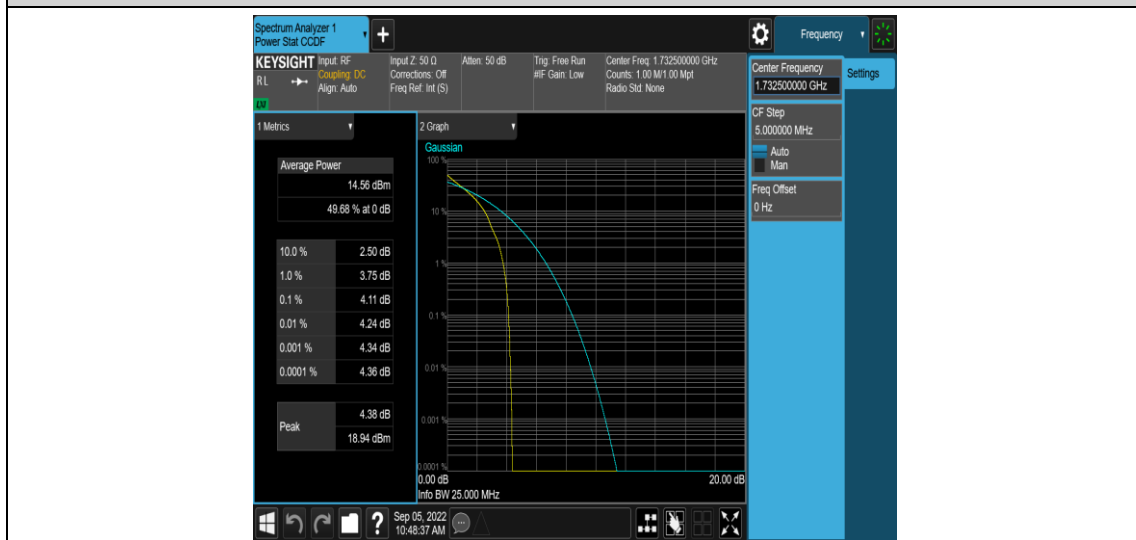 Spectrum Analyzer 1
Power Stat CCDF
+
Frequency
KEYSIGHT
RL
LXI
Input: RF
Coupling: DC
Align: Auto
Input Z: 50 Ω
Corrections: Off
Freq Ref: Int (S)
Atten: 50 dB
Trig: Free Run
#IF Gain: Low
Center Freq: 1.732500000 GHz
Counts: 1.00 M/1.00 Mpt
Radio Std: None
Center Frequency
1.732500000 GHz
Settings
CF Step
5.000000 MHz
Auto
Man
Freq Offset
0 Hz
1 Metrics
Average Power
14.56 dBm
49.68 % at 0 dB
10.0 % 2.50 dB
1.0 % 3.75 dB
0.1 % 4.11 dB
0.01 % 4.24 dB
0.001 % 4.34 dB
0.0001 % 4.36 dB
Peak
4.38 dB
18.94 dBm
2 Graph
Gaussian
100 %
10 %
1 %
0.1 %
0.01 %
0.001 %
0.0001 %
0.00 dB 20.00 dB
Info BW 25.000 MHz
?
Sep 05, 2022
10:48:37 AM